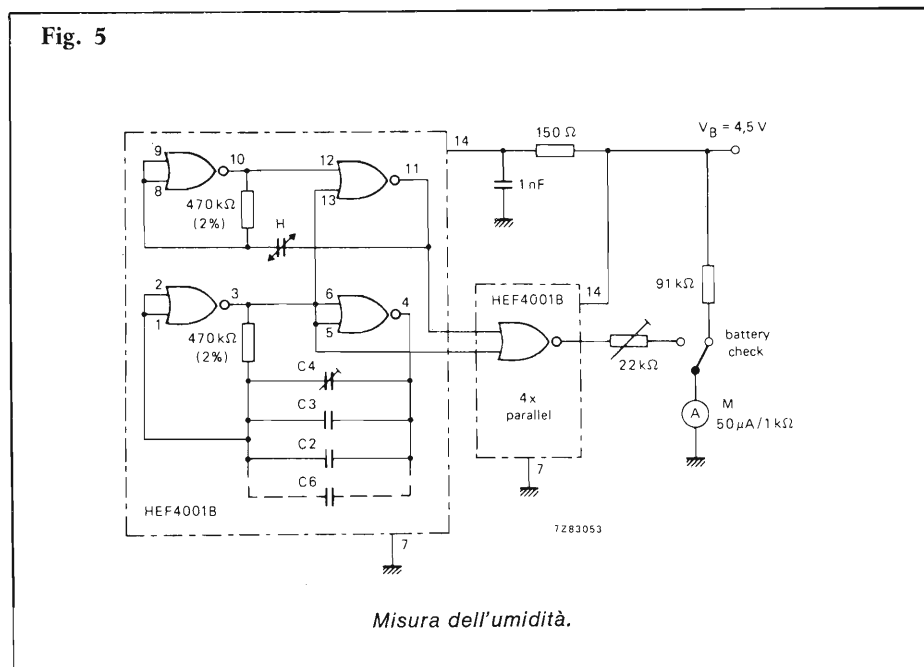 Fig. 5
14
150 Ω
V_B = 4,5 V
9
8
10
12
13
11
1 nF
470 kΩ
(2%)
H
2
1
3
6
5
4
HEF4001B
14
91 kΩ
470 kΩ
(2%)
battery
check
22 kΩ
C4
4x
parallel
M
A
50 μA/1 kΩ
C3
C2
7
C6
HEF4001B
7
7Z83053
Misura dell'umidità.